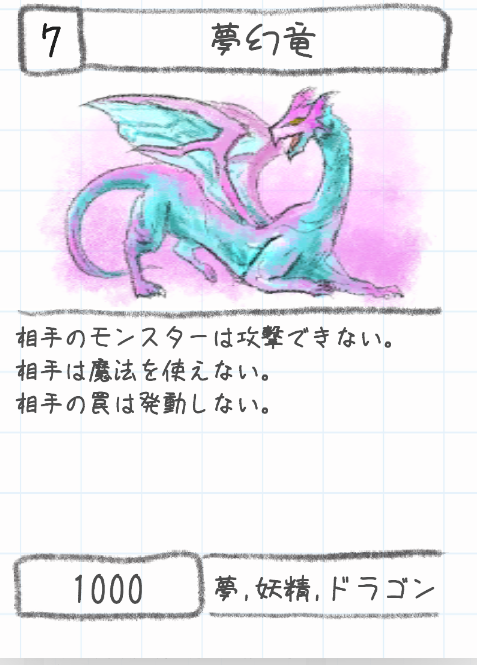 7
夢幻竜
相手のモンスターは攻撃できない。
相手は魔法を使えない。
相手の罠は発動しない。
1000
夢,妖精,ドラゴン